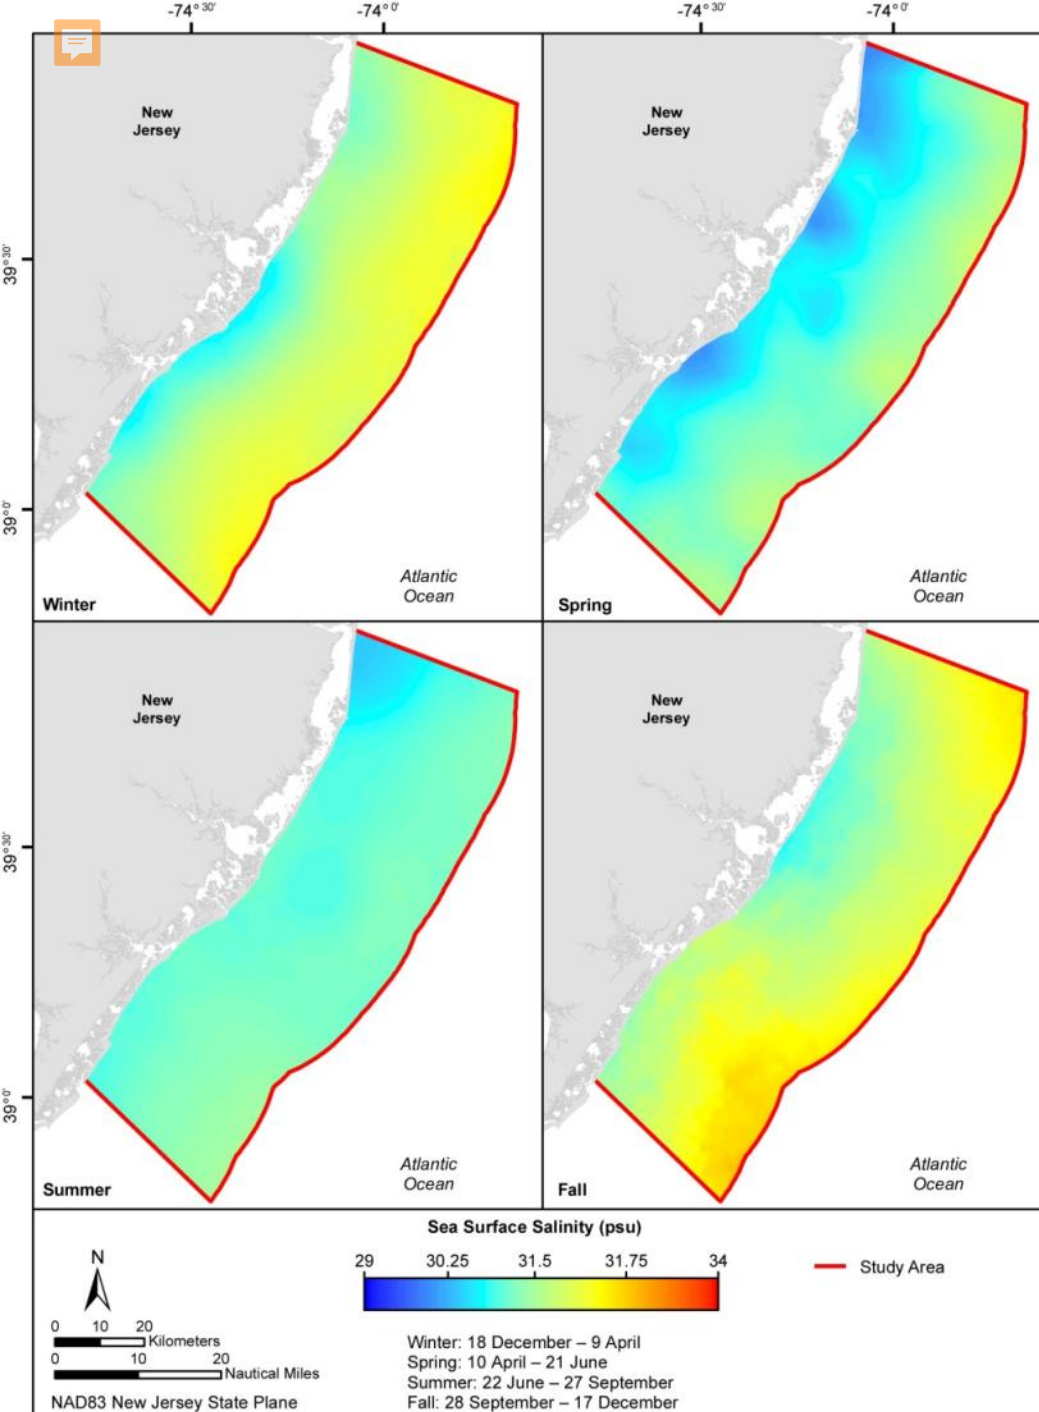 -74°30' -74°0' -74°30' -74°0'
New
Jersey
New
Jersey
39°30'
39°0'
Atlantic
Ocean
Atlantic
Ocean
Winter
Spring
New
Jersey
New
Jersey
39°30'
39°0'
Atlantic
Ocean
Atlantic
Ocean
Summer
Fall
Sea Surface Salinity (psu)
29 30.25 31.5 31.75 34
Study Area
N
0 10 20
Kilometers
0 10 20
Nautical Miles
NAD83 New Jersey State Plane
Winter: 18 December – 9 April
Spring: 10 April – 21 June
Summer: 22 June – 27 September
Fall: 28 September – 17 December